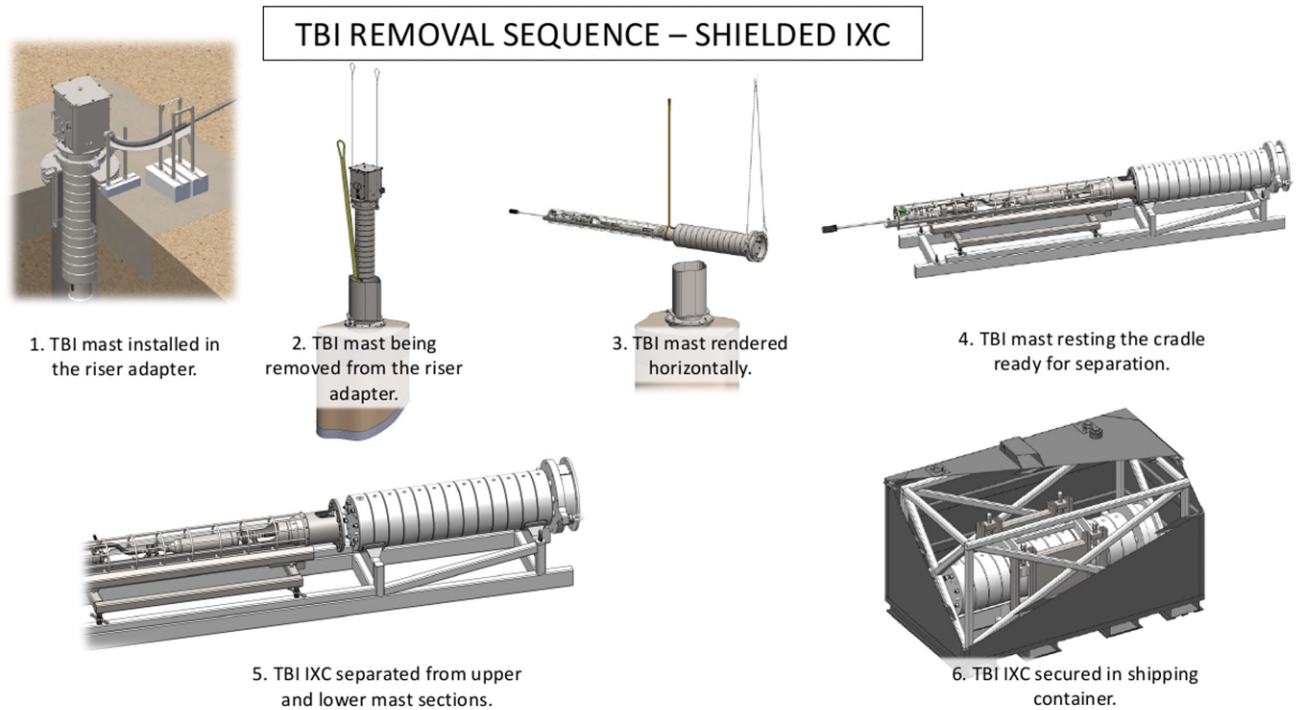 TBI REMOVAL SEQUENCE – SHIELDED IXC
1. TBI mast installed in
the riser adapter.
2. TBI mast being
removed from the riser
adapter.
3. TBI mast rendered
horizontally.
4. TBI mast resting the cradle
ready for separation.
5. TBI IXC separated from upper
and lower mast sections.
6. TBI IXC secured in shipping
container.